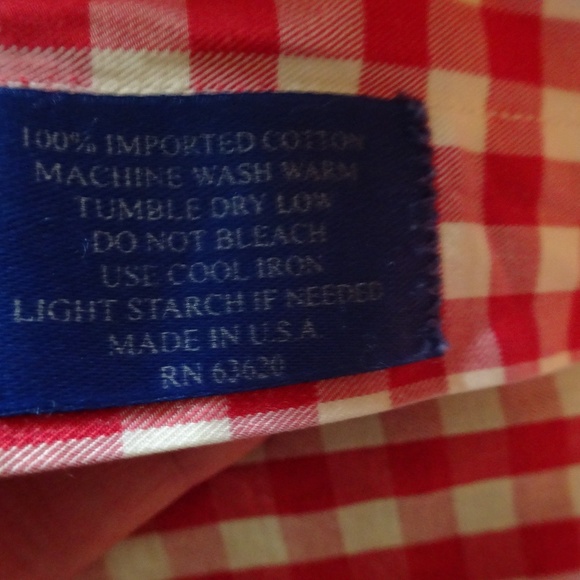 100% IMPORTED COTTON
MACHINE WASH WARM
TUMBLE DRY LOW
DO NOT BLEACH
USE COOL IRON
LIGHT STARCH IF NEEDED
MADE IN U.S.A.
RN 63620